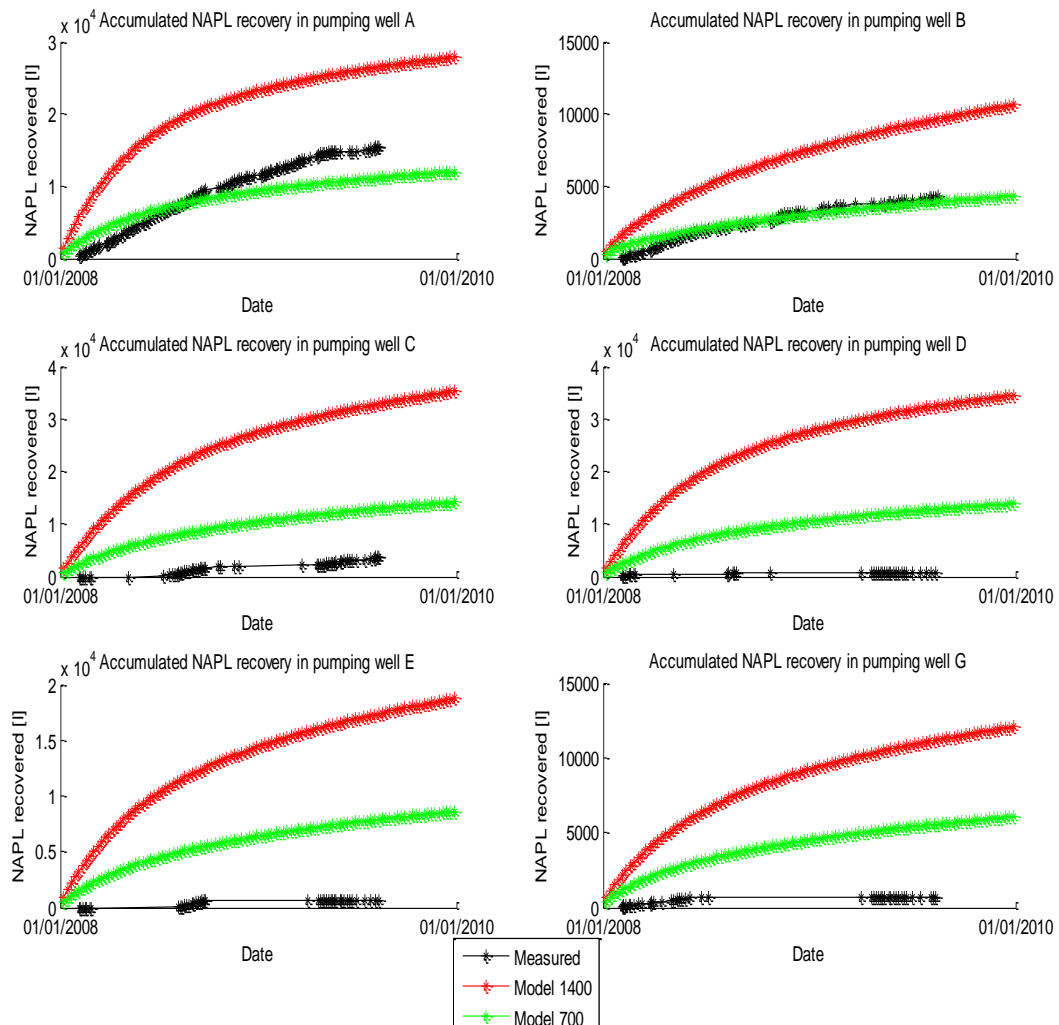 x 10^4 Accumulated NAPL recovery in pumping well A
NAPL recovered [l]
3
2
1
0
01/01/2008 01/01/2010
Date
Accumulated NAPL recovery in pumping well B
NAPL recovered [l]
15000
10000
5000
0
01/01/2008 01/01/2010
Date
x 10^4 Accumulated NAPL recovery in pumping well C
NAPL recovered [l]
4
3
2
1
0
01/01/2008 01/01/2010
Date
x 10^4 Accumulated NAPL recovery in pumping well D
NAPL recovered [l]
4
3
2
1
0
01/01/2008 01/01/2010
Date
x 10^4 Accumulated NAPL recovery in pumping well E
NAPL recovered [l]
2
1.5
1
0.5
0
01/01/2008 01/01/2010
Date
Accumulated NAPL recovery in pumping well G
NAPL recovered [l]
15000
10000
5000
0
01/01/2008 01/01/2010
Date
Measured
Model 1400
Model 700